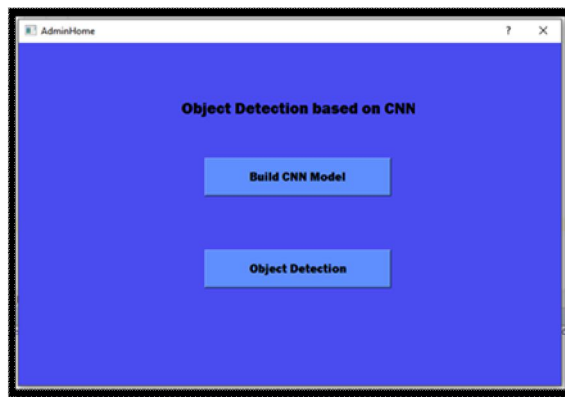 AdminHome
Object Detection based on CNN
Build CNN Model
Object Detection